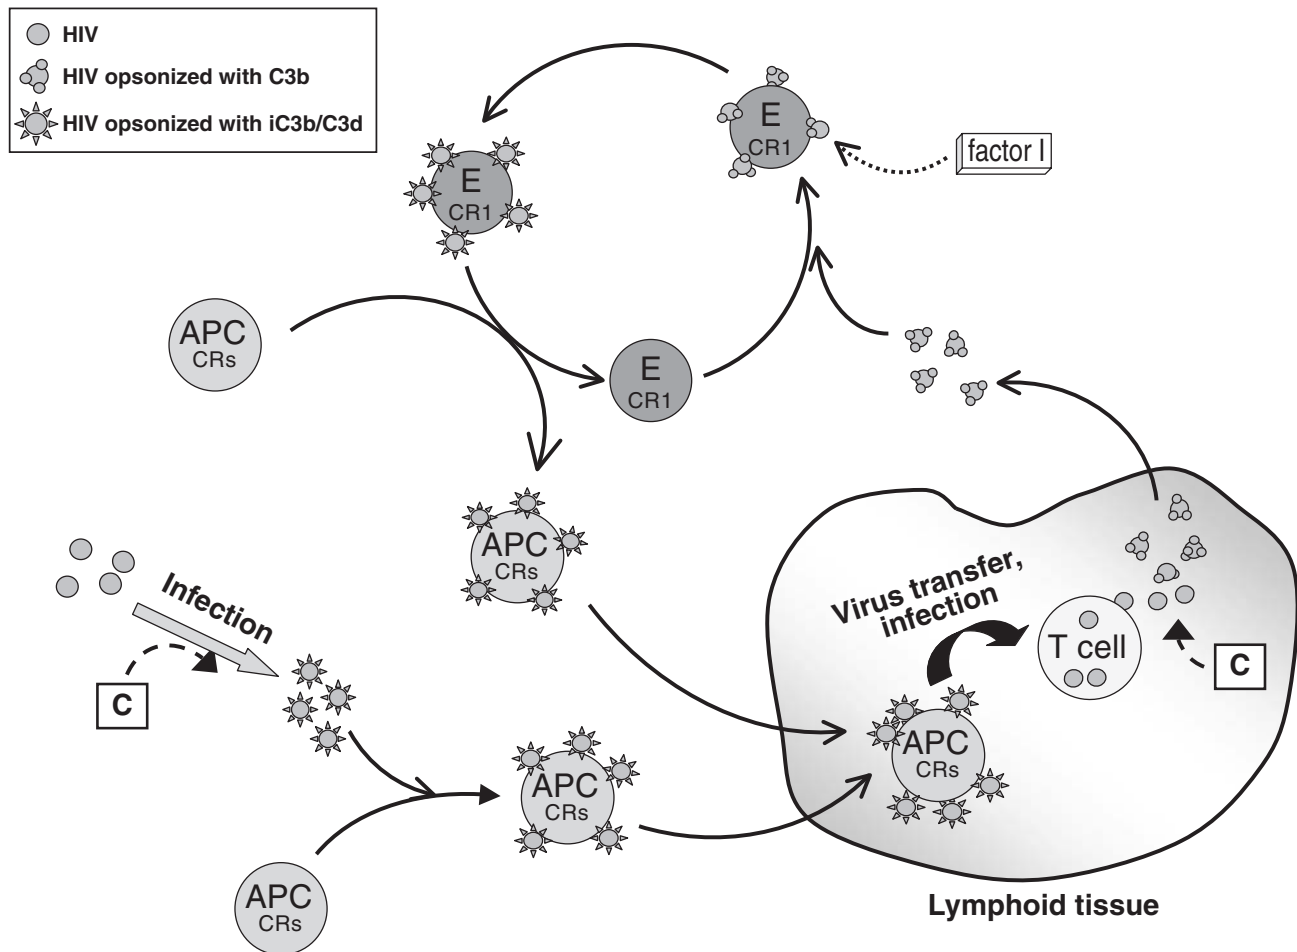 HIV
HIV opsonized with C3b
HIV opsonized with iC3b/C3d
E
CR1
factor I
E
CR1
APC
CRs
E
CR1
APC
CRs
Infection
C
Virus transfer,
infection
T cell
C
APC
CRs
APC
CRs
APC
CRs
Lymphoid tissue